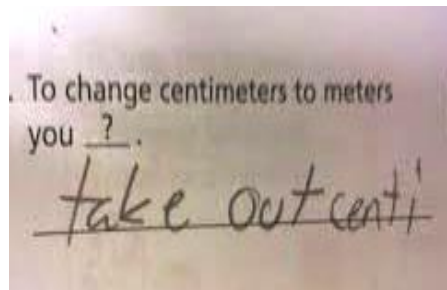 . To change centimeters to meters
you ? .
take out centi